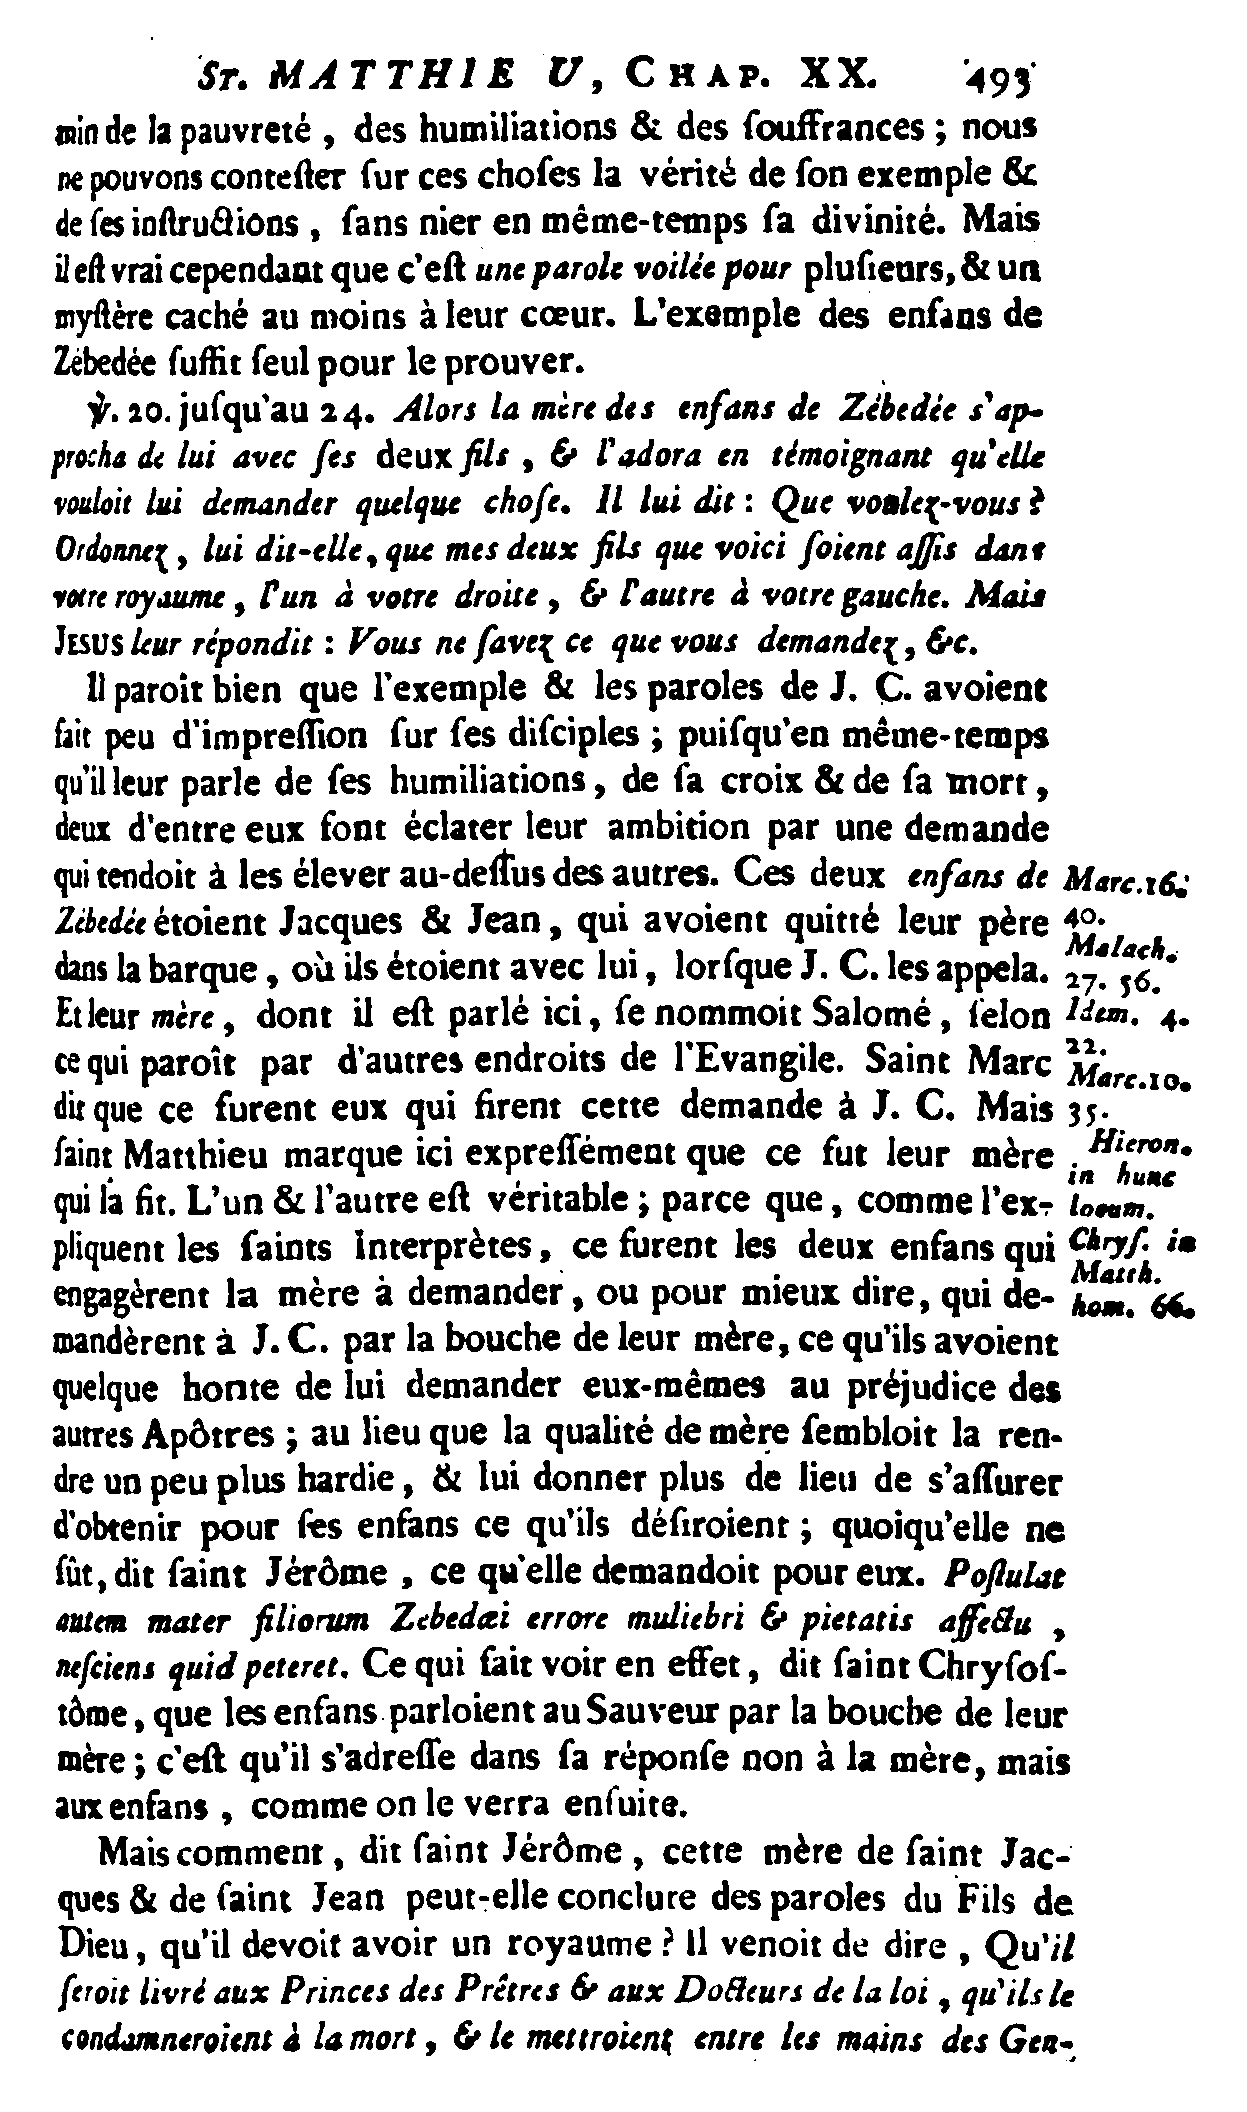 ST. MATTHIEU, CHAP. XX. 493
min de la pauvreté, des humiliations & des ſouffrances; nous
ne pouvons conteſter ſur ces choſes la vérité de ſon exemple &
de ſes inſtructions, ſans nier en même-temps ſa divinité. Mais
il eſt vrai cependant que c'eſt une parole voilée pour pluſieurs, & un
myſtère caché au moins à leur cœur. L'exemple des enfans de
Zébedée ſuffit ſeul pour le prouver.
℣. 20. juſqu'au 24. Alors la mère des enfans de Zébedée s'ap-
procha de lui avec ſes deux fils, & l'adora en témoignant qu'elle
vouloit lui demander quelque choſe. Il lui dit : Que voulez-vous ?
Ordonnez, lui dit-elle, que mes deux fils que voici ſoient aſſis dans
votre royaume, l'un à votre droite, & l'autre à votre gauche. Mais
JESUS leur répondit : Vous ne ſavez ce que vous demandez, &c.
Il paroit bien que l'exemple & les paroles de J. C. avoient
fait peu d'impreſſion ſur ſes diſciples; puiſqu'en même-temps
qu'il leur parle de ſes humiliations, de ſa croix & de ſa mort,
deux d'entre eux font éclater leur ambition par une demande
qui tendoit à les élever au-deſſus des autres. Ces deux enfans de
Zébedée étoient Jacques & Jean, qui avoient quitté leur père
dans la barque, où ils étoient avec lui, lorſque J. C. les appela.
Et leur mère, dont il eſt parlé ici, ſe nommoit Salomé, ſelon
ce qui paroît par d'autres endroits de l'Evangile. Saint Marc
dit que ce furent eux qui firent cette demande à J. C. Mais
ſaint Matthieu marque ici expreſſément que ce fut leur mère
qui la fit. L'un & l'autre eſt véritable; parce que, comme l'ex-
pliquent les ſaints Interprètes, ce furent les deux enfans qui
engagèrent la mère à demander, ou pour mieux dire, qui de-
mandèrent à J. C. par la bouche de leur mère, ce qu'ils avoient
quelque honte de lui demander eux-mêmes au préjudice des
autres Apôtres; au lieu que la qualité de mère ſembloit la ren-
dre un peu plus hardie, & lui donner plus de lieu de s'aſſurer
d'obtenir pour ſes enfans ce qu'ils déſiroient; quoiqu'elle ne
ſût, dit ſaint Jérôme, ce qu'elle demandoit pour eux. Poſtulat
autem mater filiorum Zebedæi errore muliebri & pietatis affectu,
neſciens quid peteret. Ce qui fait voir en effet, dit ſaint Chryſoſ-
tôme, que les enfans parloient au Sauveur par la bouche de leur
mère; c'eſt qu'il s'adreſſe dans ſa réponſe non à la mère, mais
aux enfans, comme on le verra enſuite.
Mais comment, dit ſaint Jérôme, cette mère de ſaint Jac-
ques & de ſaint Jean peut-elle conclure des paroles du Fils de
Dieu, qu'il devoit avoir un royaume? Il venoit de dire, Qu'il
ſeroit livré aux Princes des Prêtres & aux Docteurs de la loi, qu'ils le
condamneroient à la mort, & le mettroient entre les mains des Gen-
Marc. 16.
40.
Malach.
27. 56.
Idem. 4.
22.
Marc. 10.
35.
Hieron.
in hunc
locum.
Chryſ. in
Matth.
hom. 66.